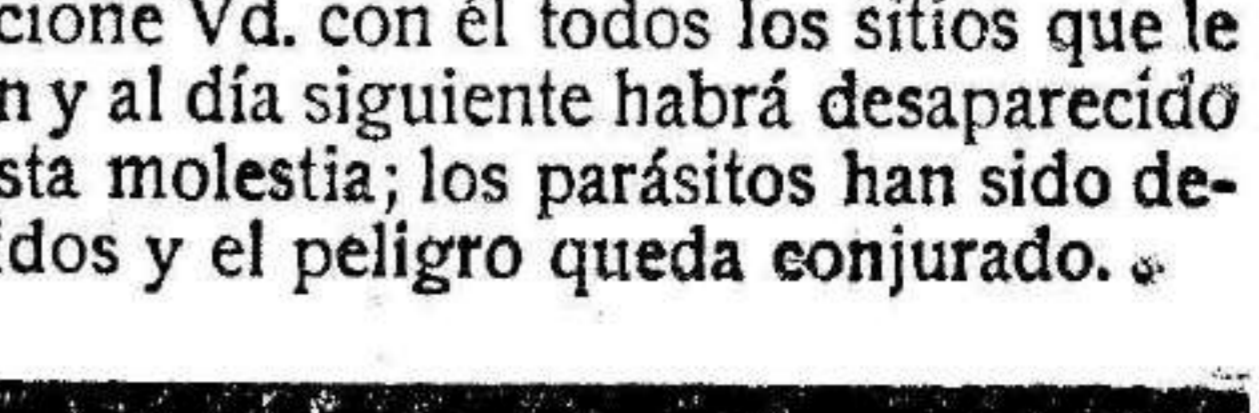 cione Vd. con él todos los sitios que le
n y al día siguiente habrá desaparecido
sta molestia; los parásitos han sido de-
idos y el peligro queda conjurado.